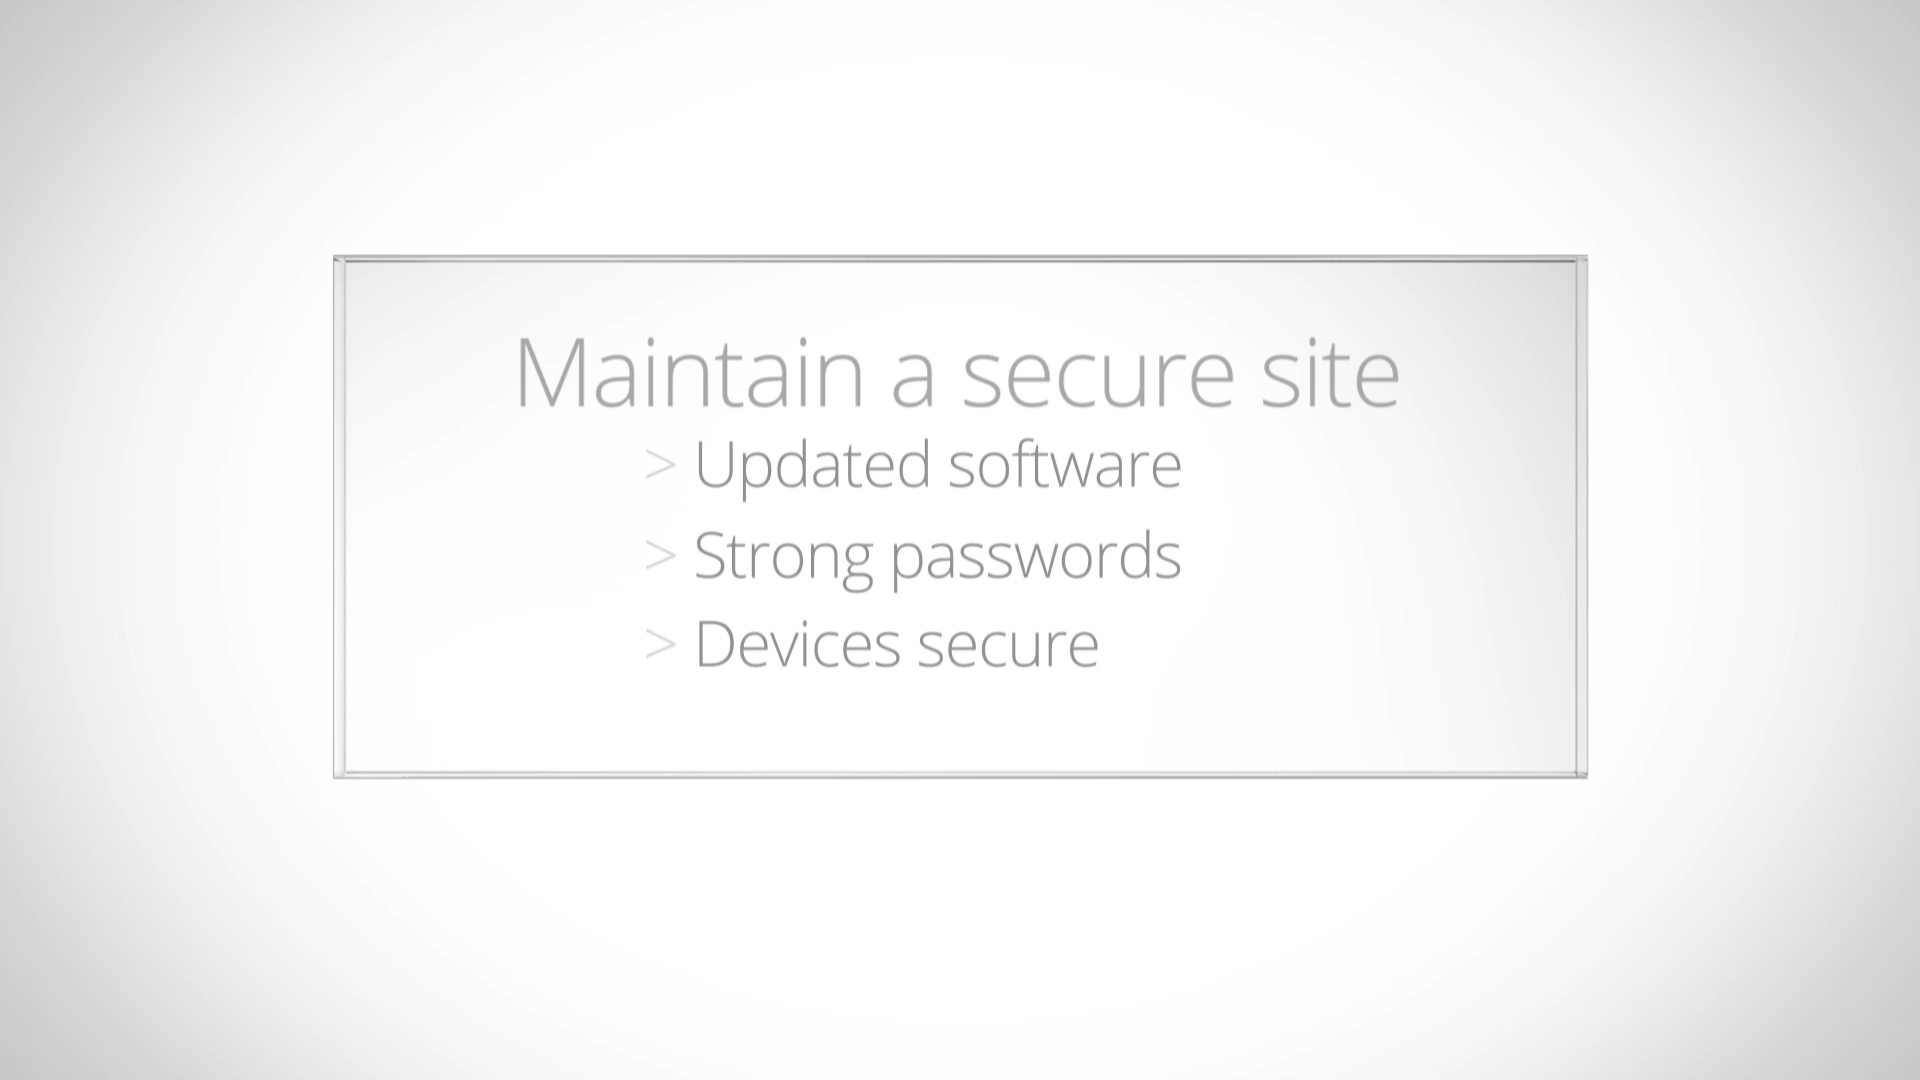 Maintain a secure site
> Updated software
> Strong passwords
> Devices secure